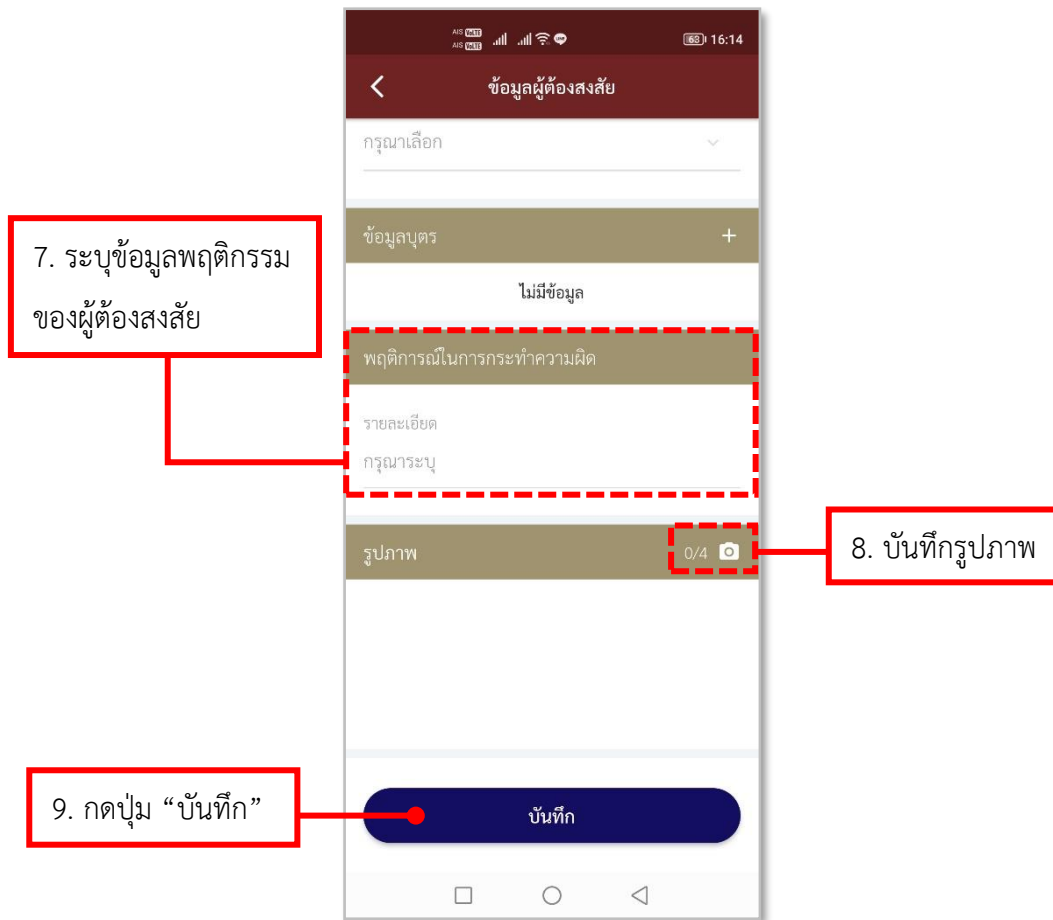 AIS VoLTE
AIS VoLTE
63 16:14
ข้อมูลผู้ต้องสงสัย
กรุณาเลือก
ข้อมูลบุตร +
ไม่มีข้อมูล
7. ระบุข้อมูลพฤติกรรม
ของผู้ต้องสงสัย
พฤติการณ์ในการกระทำความผิด
รายละเอียด
กรุณาระบุ
รูปภาพ 0/4
8. บันทึกรูปภาพ
9. กดปุ่ม “บันทึก”
บันทึก